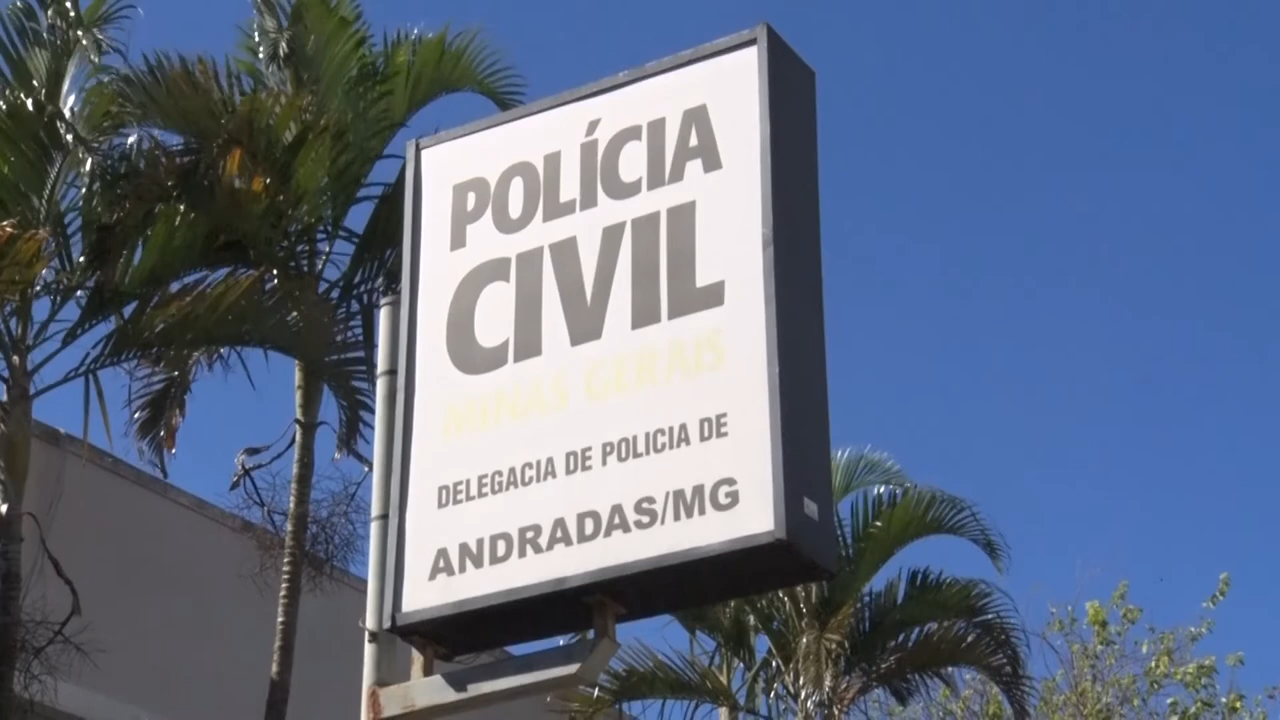 POLÍCIA
CIVIL
MINAS GERAIS
DELEGACIA DE POLICIA DE
ANDRADAS/MG